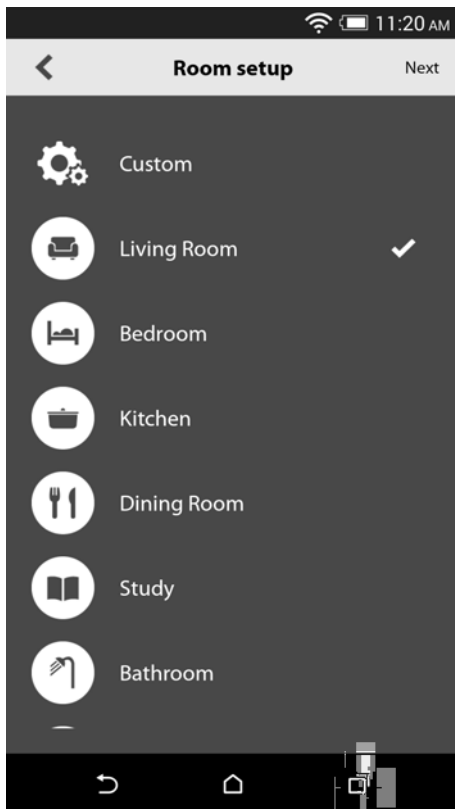 11:20 AM
Room setup Next
Custom
Living Room
Bedroom
Kitchen
Dining Room
Study
Bathroom